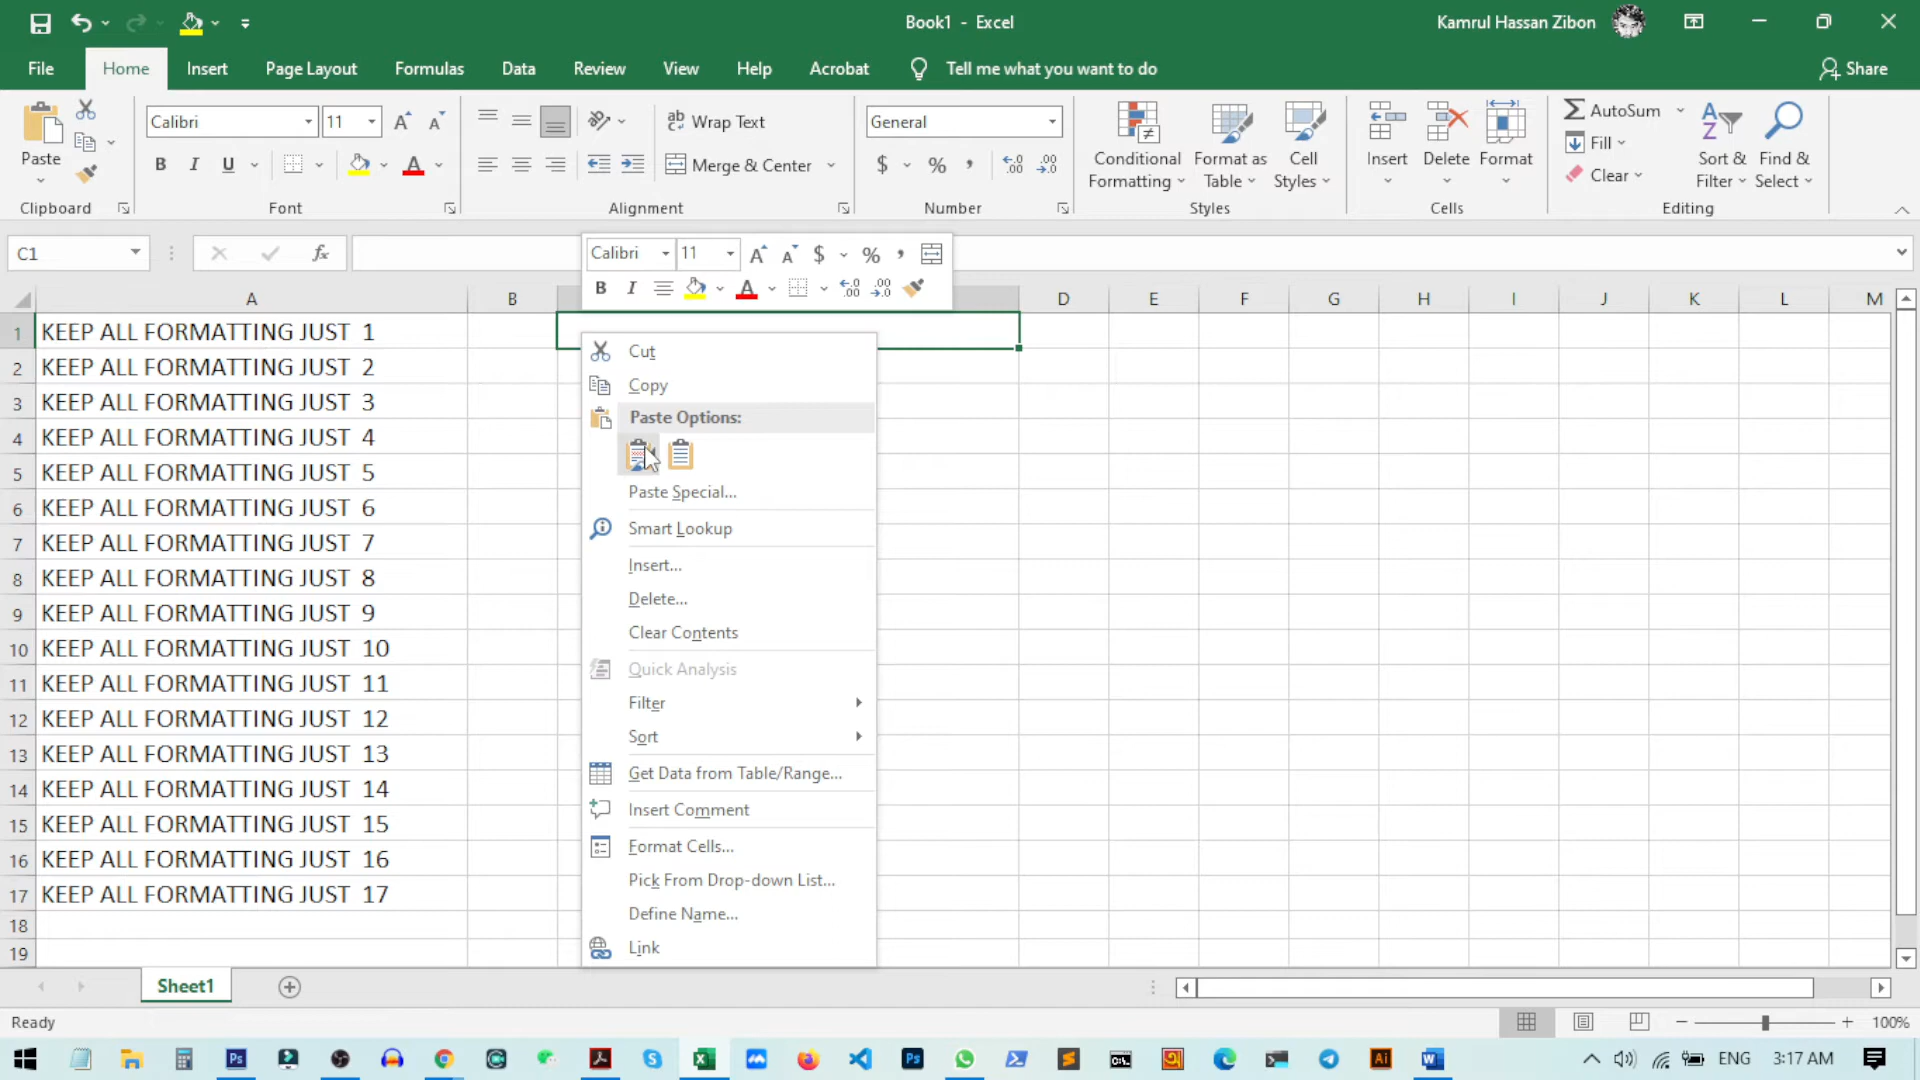 Book1 - Excel
Kamrul Hassan Zibon
File Home Insert Page Layout Formulas Data Review View Help Acrobat Tell me what you want to do Share
Paste
Clipboard
Calibri 11
B I U A
Font
Wrap Text
Merge & Center
Alignment
General
$ % ,
Number
Conditional Formatting
Format as Table
Cell Styles
Styles
Insert
Delete
Format
Cells
AutoSum
Fill
Clear
Sort & Filter
Find & Select
Editing
C1
fx
Calibri 11 $ % ,
B I A
A B D E F G H I J K L M
1 KEEP ALL FORMATTING JUST 1
2 KEEP ALL FORMATTING JUST 2
3 KEEP ALL FORMATTING JUST 3
4 KEEP ALL FORMATTING JUST 4
5 KEEP ALL FORMATTING JUST 5
6 KEEP ALL FORMATTING JUST 6
7 KEEP ALL FORMATTING JUST 7
8 KEEP ALL FORMATTING JUST 8
9 KEEP ALL FORMATTING JUST 9
10 KEEP ALL FORMATTING JUST 10
11 KEEP ALL FORMATTING JUST 11
12 KEEP ALL FORMATTING JUST 12
13 KEEP ALL FORMATTING JUST 13
14 KEEP ALL FORMATTING JUST 14
15 KEEP ALL FORMATTING JUST 15
16 KEEP ALL FORMATTING JUST 16
17 KEEP ALL FORMATTING JUST 17
18
19
Cut
Copy
Paste Options:
Paste Special...
Smart Lookup
Insert...
Delete...
Clear Contents
Quick Analysis
Filter
Sort
Get Data from Table/Range...
Insert Comment
Format Cells...
Pick From Drop-down List...
Define Name...
Link
Sheet1
Ready
100%
ENG 3:17 AM